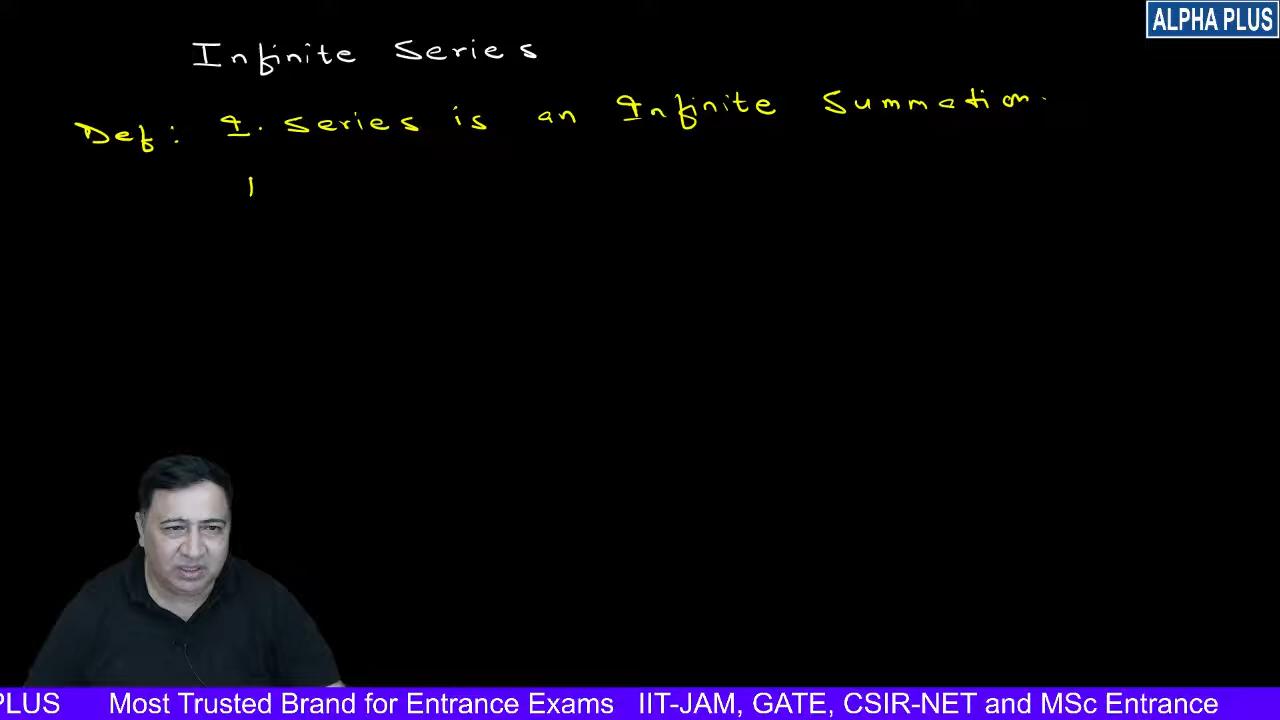 ALPHA PLUS
Infinite Series
Def: I. Series is an Infinite Summation.
PLUS Most Trusted Brand for Entrance Exams IIT-JAM, GATE, CSIR-NET and MSc Entrance